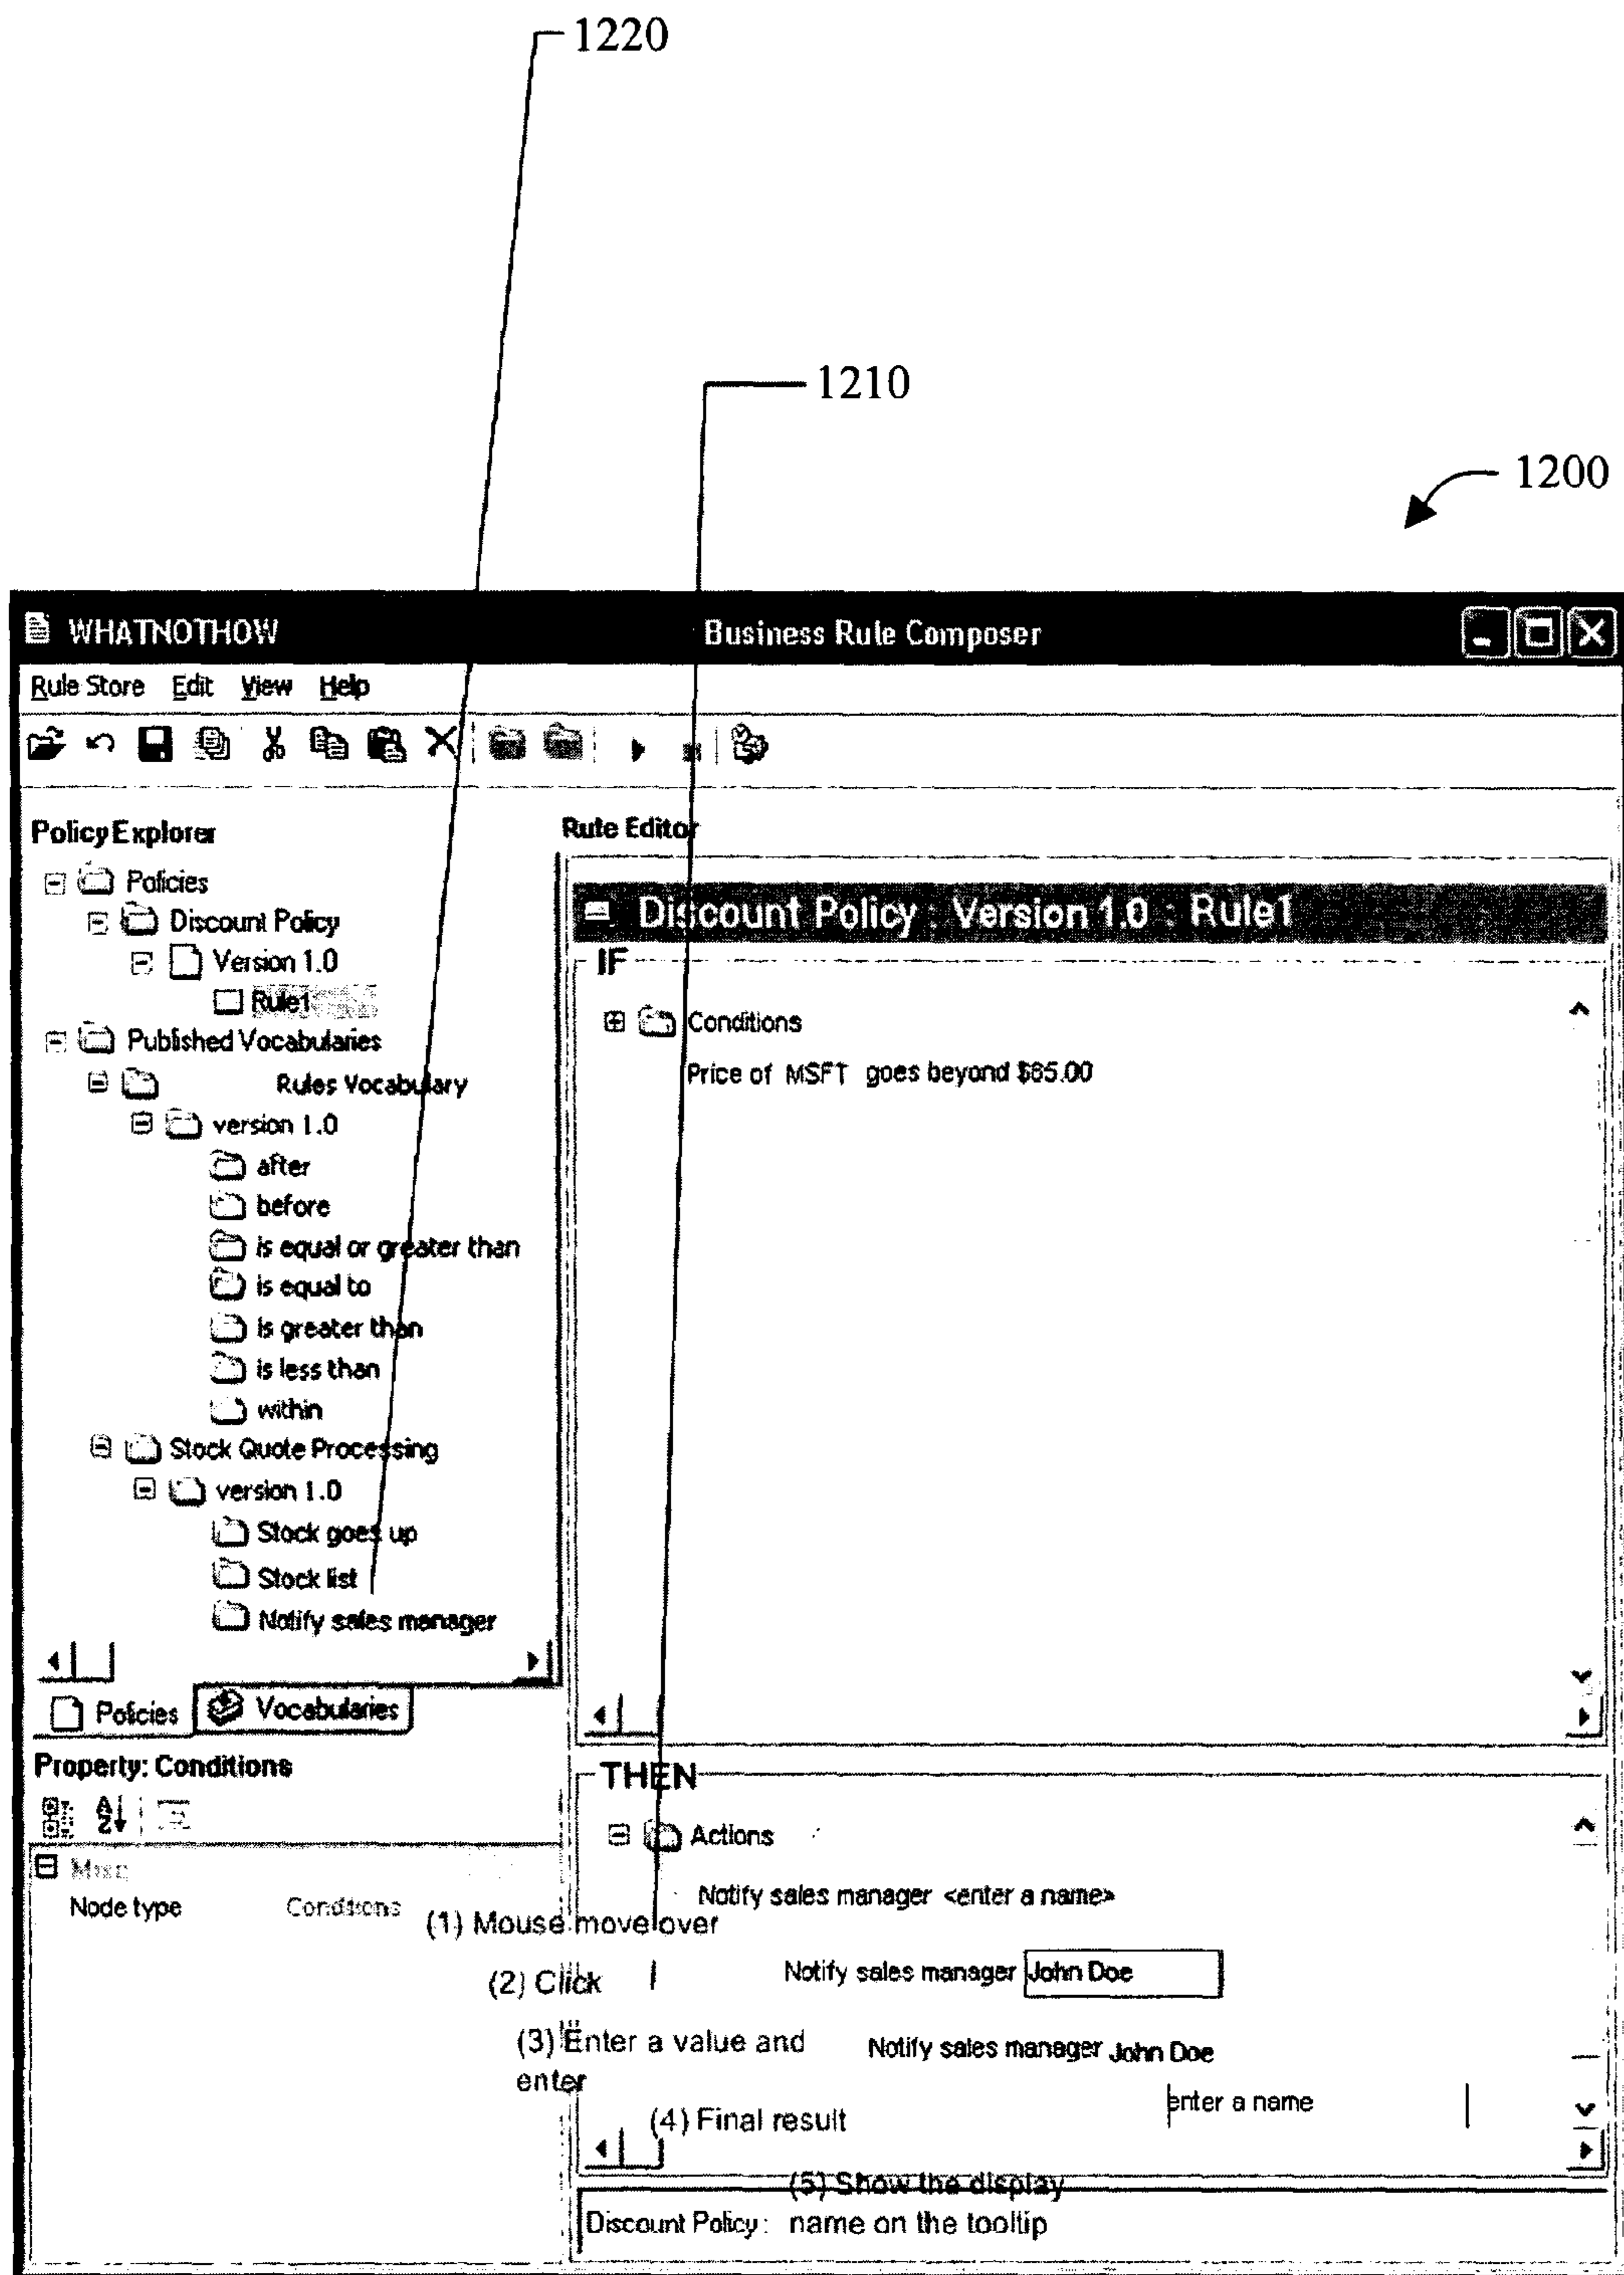 1220
1210
1200
WHATNOTHOW Business Rule Composer
Rule Store Edit View Help
Policy Explorer
Policies
Discount Policy
Version 1.0
Rule1
Published Vocabularies
Rules Vocabulary
version 1.0
after
before
is equal or greater than
is equal to
is greater than
is less than
within
Stock Quote Processing
version 1.0
Stock goes up
Stock list
Notify sales manager
Policies Vocabularies
Property: Conditions
Misc
Node type Conditions
Rule Editor
Discount Policy : Version 1.0 : Rule1
IF
Conditions
Price of MSFT goes beyond $85.00
THEN
Actions
Notify sales manager <enter a name>
(1) Mouse move over
(2) Click
Notify sales manager John Doe
(3) Enter a value and
enter
Notify sales manager John Doe
enter a name
(4) Final result
(5) Show the display
name on the tooltip
Discount Policy :